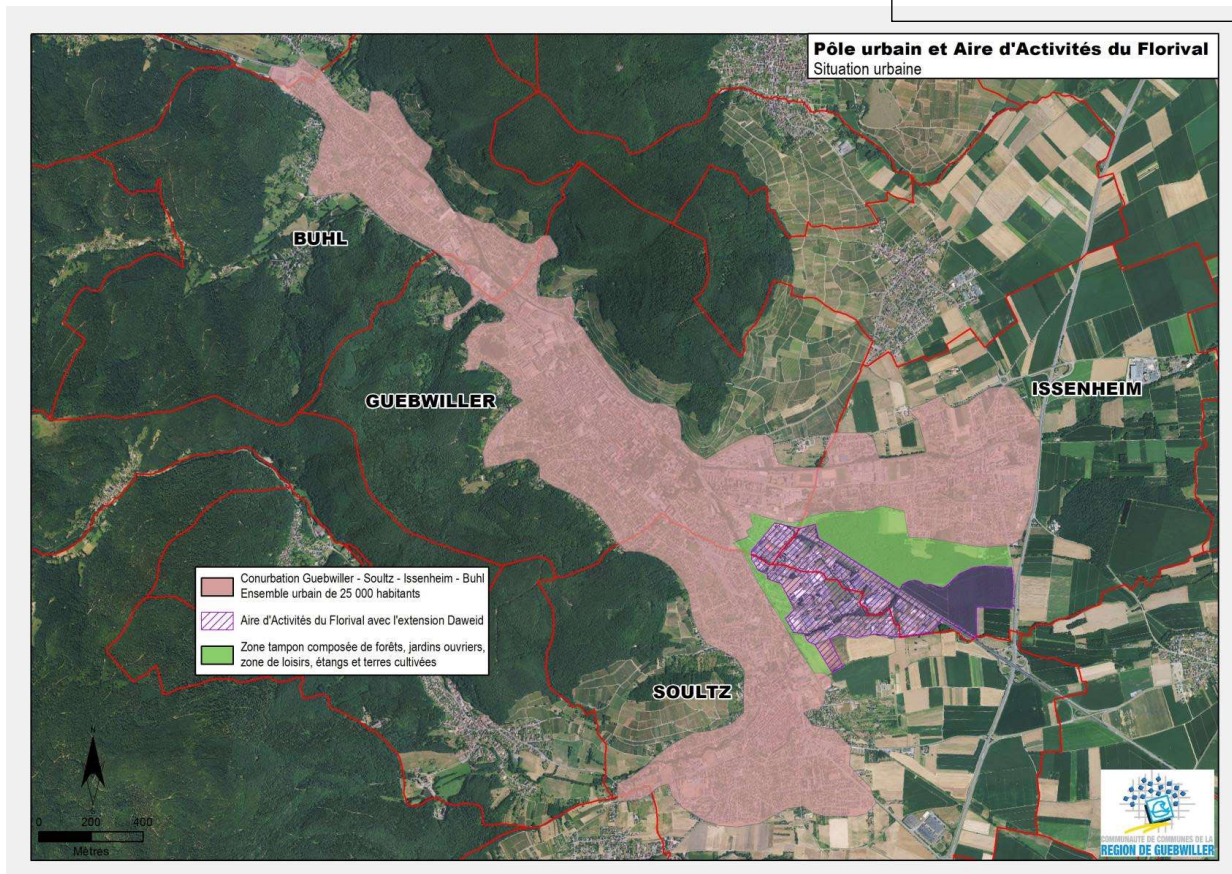 Pôle urbain et Aire d'Activités du Florival
Situation urbaine
BUHL
GUEBWILLER
ISSENHEIM
SOULTZ
Conurbation Guebwiller - Soultz - Issenheim - Buhl
Ensemble urbain de 25 000 habitants
Aire d'Activités du Florival avec l'extension Daweid
Zone tampon composée de forêts, jardins ouvriers,
zone de loisirs, étangs et terres cultivées
N
0 200 400
Mètres
COMMUNAUTE DE COMMUNES DE LA
REGION DE GUEBWILLER